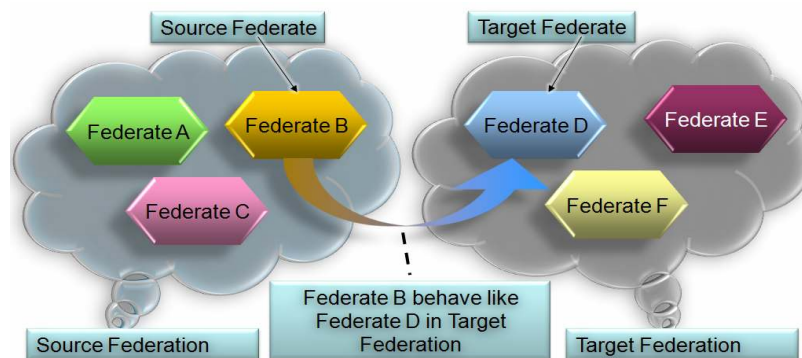 Source Federate
Target Federate
Federate A
Federate B
Federate C
Federate D
Federate E
Federate F
Federate B behave like
Federate D in Target
Federation
Source Federation
Target Federation